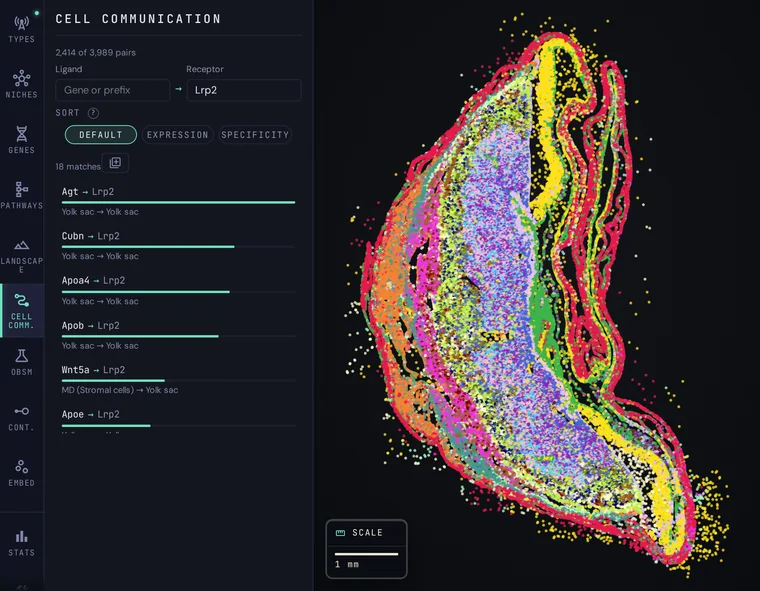 TYPES
NICHES
GENES
PATHWAYS
LANDSCAP
E
CELL
COMM.
OBSM
CONT.
EMBED
STATS
CELL COMMUNICATION
2,414 of 3,989 pairs
Ligand Receptor
Gene or prefix → Lrp2
SORT ?
DEFAULT EXPRESSION SPECIFICITY
18 matches
Agt → Lrp2
Yolk sac → Yolk sac
Cubn → Lrp2
Yolk sac → Yolk sac
Apoa4 → Lrp2
Yolk sac → Yolk sac
Apob → Lrp2
Yolk sac → Yolk sac
Wnt5a → Lrp2
MD (Stromal cells) → Yolk sac
Apoe → Lrp2
SCALE
1 mm